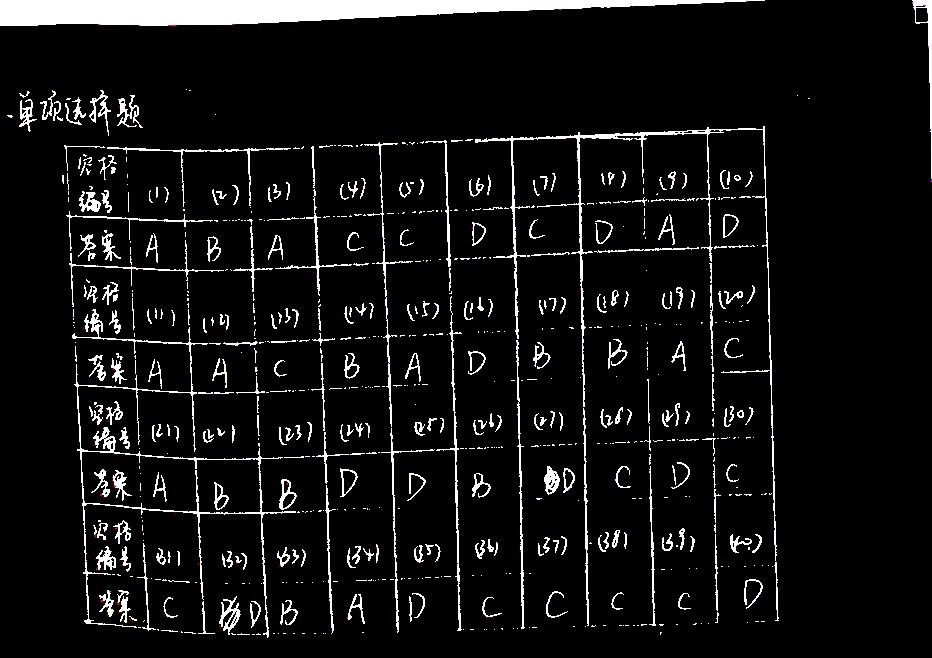 单项选择题
空格编号 (1) (2) (3) (4) (5) (6) (7) (8) (9) (10)
答案 A B A C C D C D A D
空格编号 (11) (12) (13) (14) (15) (16) (17) (18) (19) (20)
答案 A A C B A D B B A C
空格编号 (21) (22) (23) (24) (25) (26) (27) (28) (29) (30)
答案 A B B D D B D C D C
空格编号 (31) (32) (33) (34) (35) (36) (37) (38) (39) (40)
答案 C D B A D C C C C D